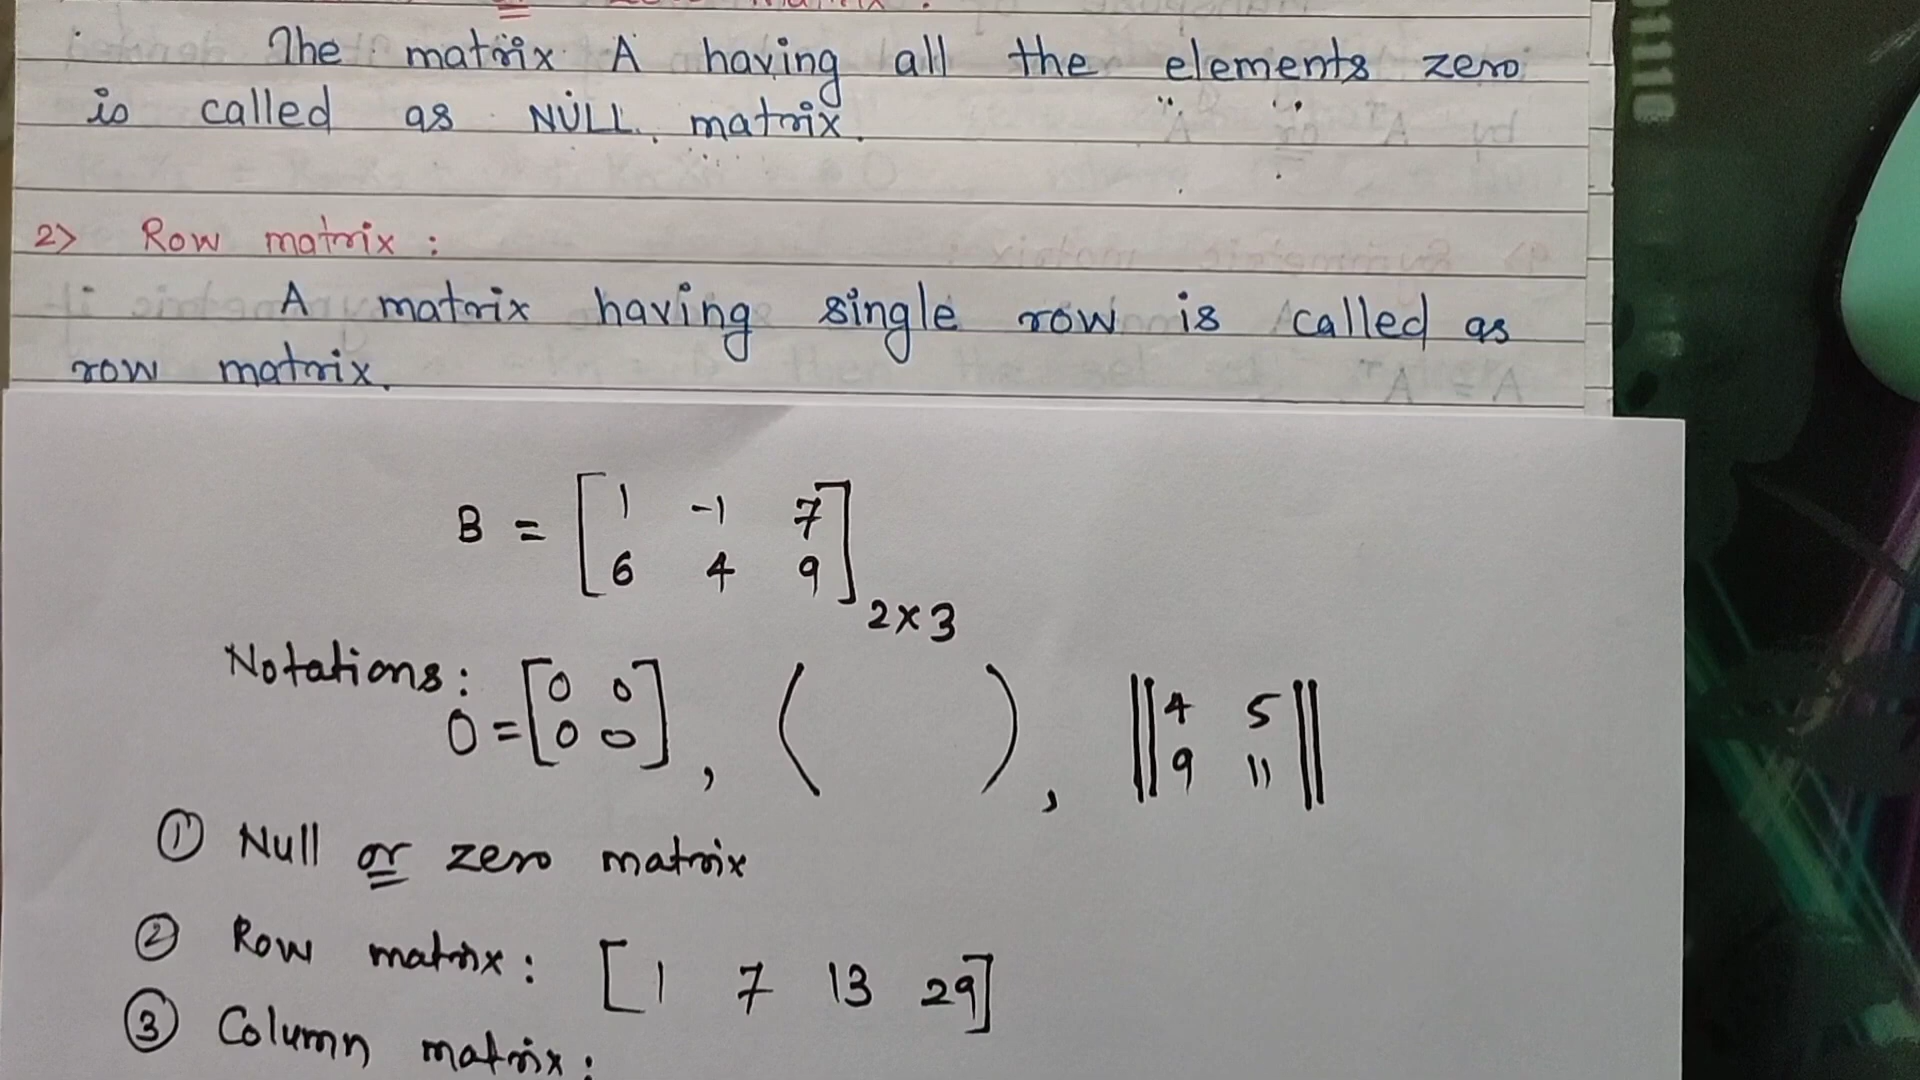 The matrix A having all the elements zero
is called as NULL matrix.
2> Row matrix :
A matrix having single row is called as
row matrix.
B = [ 1 -1 7
6 4 9 ] 2x3
Notations :
0 = [ 0 0
0 0 ] , ( ) , || 4 5
9 11 ||
① Null or zero matrix
② Row matrix : [ 1 7 13 29 ]
③ Column matrix :